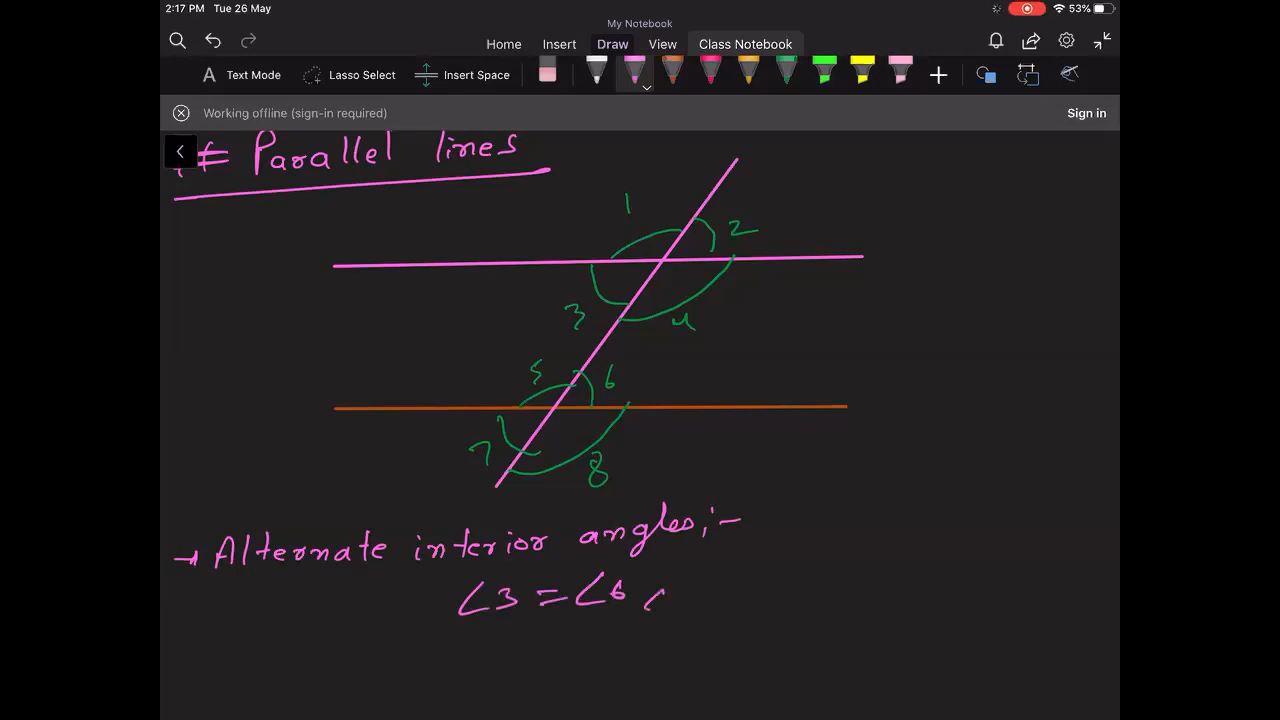 2:17 PM Tue 26 May
53%
My Notebook
Home Insert Draw View Class Notebook
A Text Mode Lasso Select Insert Space
Working offline (sign-in required) Sign in
Parallel lines
1
2
3
4
5
6
7
8
→ Alternate interior angles;-
∠3 = ∠6 (